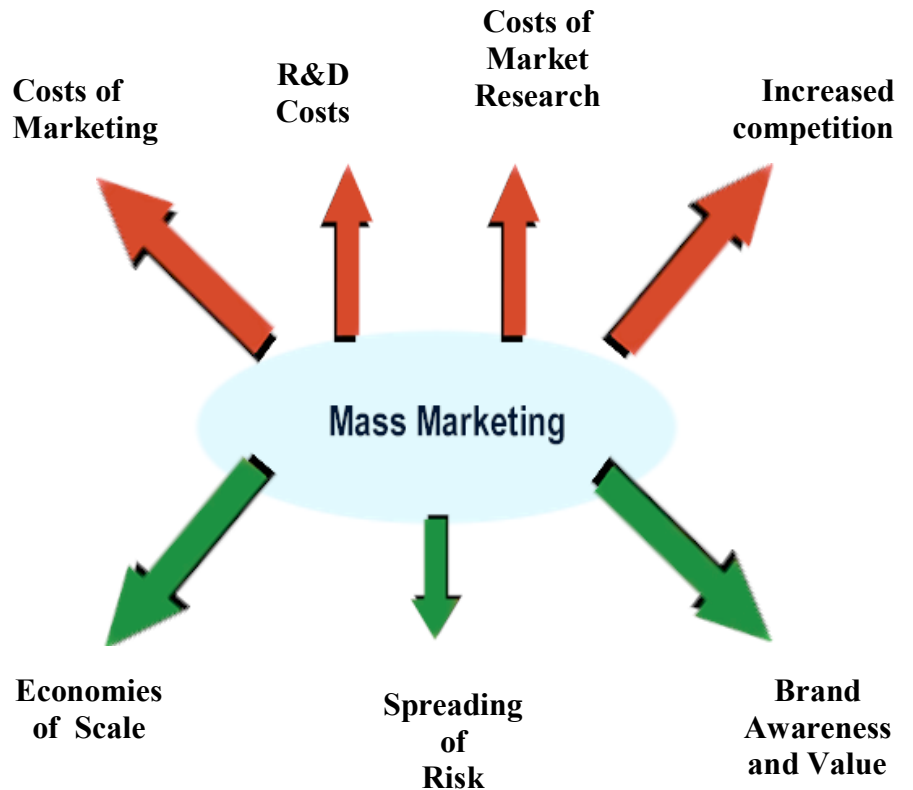 Costs of
Marketing
R&D
Costs
Costs of
Market
Research
Increased
competition
Mass Marketing
Economies
of Scale
Spreading
of
Risk
Brand
Awareness
and Value